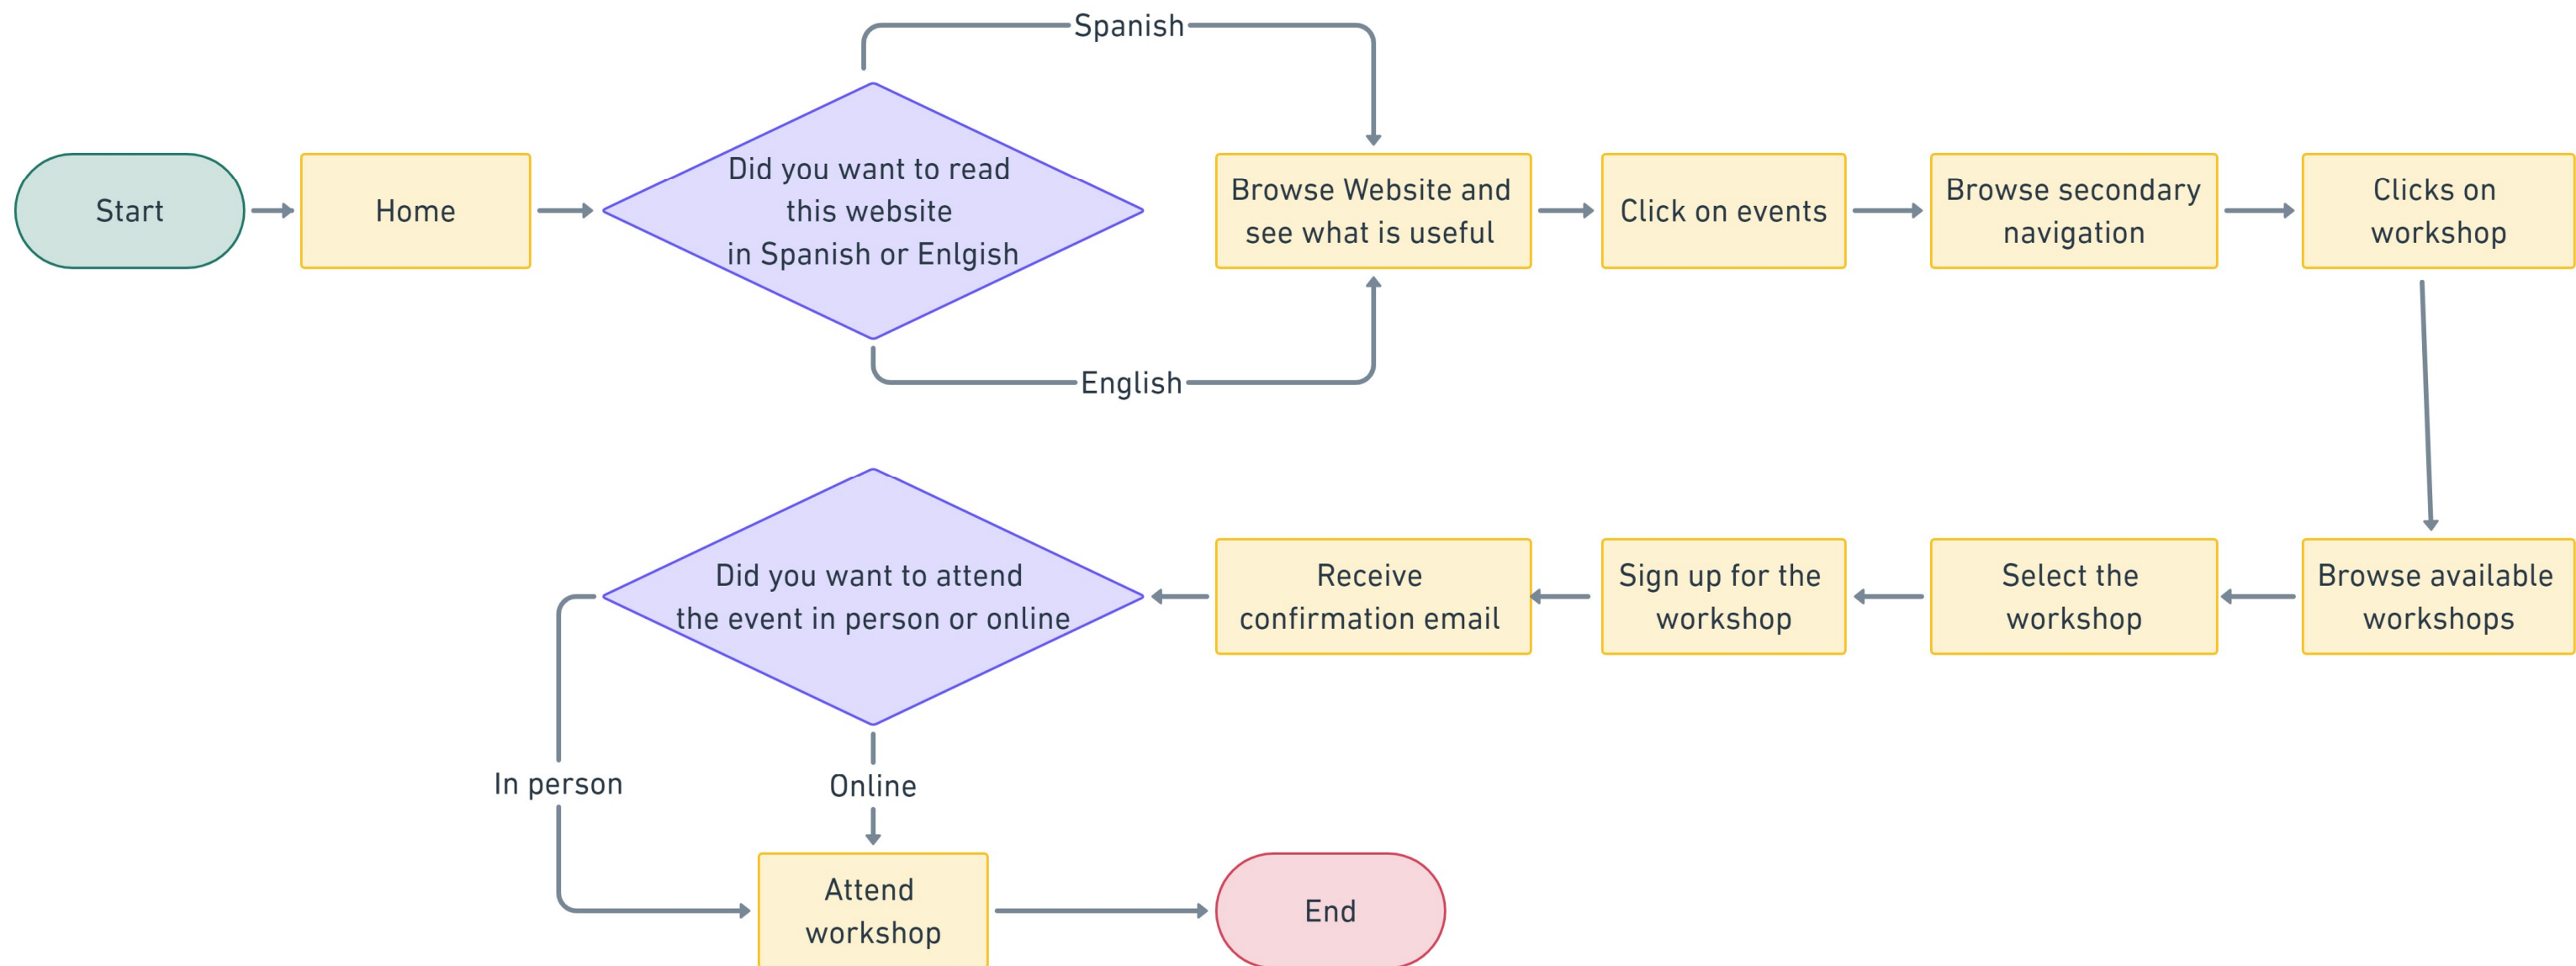 Spanish
Start
Home
Did you want to read
this website
in Spanish or Enlgish
Browse Website and
see what is useful
Click on events
Browse secondary
navigation
Clicks on
workshop
English
Browse available
workshops
Select the
workshop
Sign up for the
workshop
Receive
confirmation email
Did you want to attend
the event in person or online
In person
Online
Attend
workshop
End